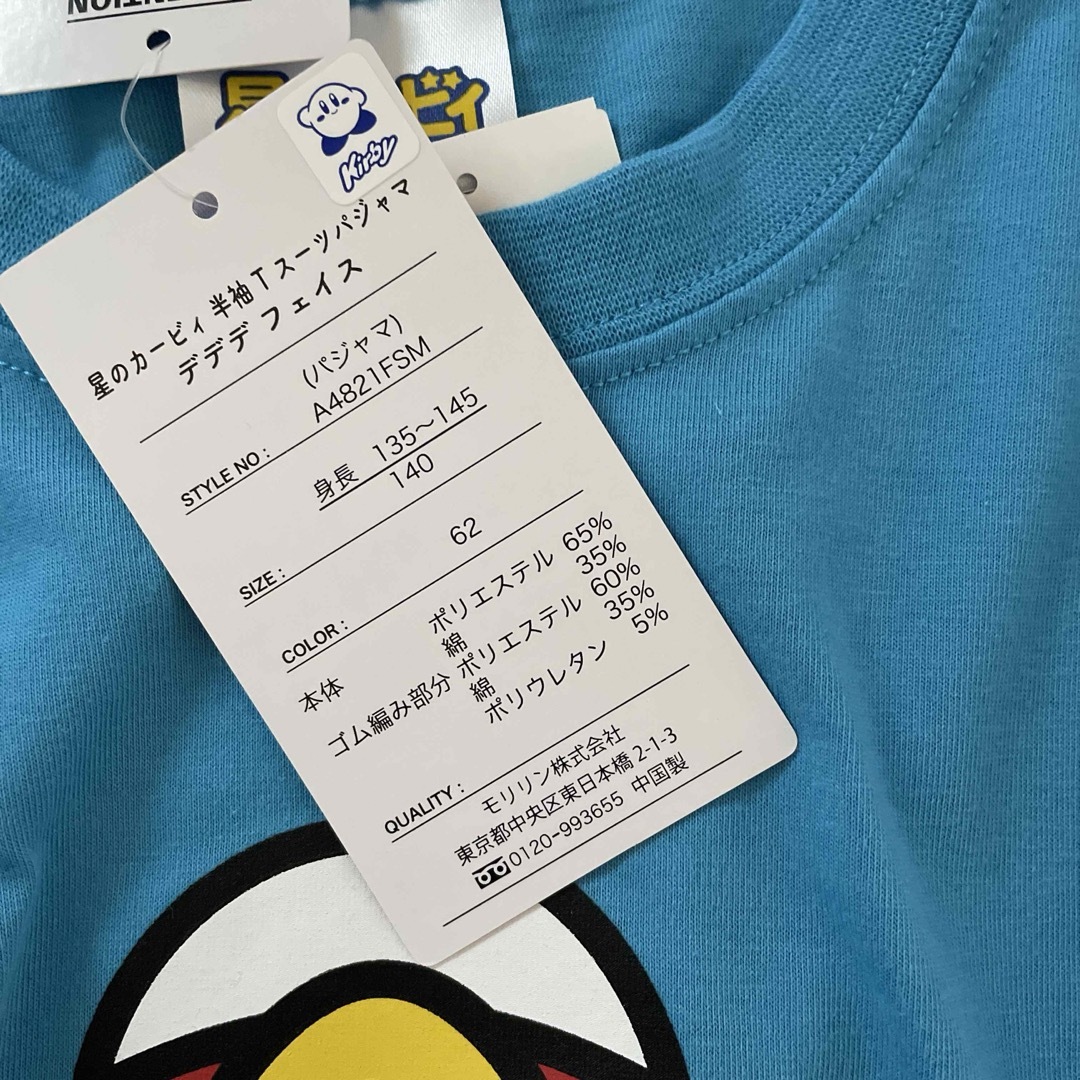 Kirby
星のカービィ 半袖Tスーツパジャマ
デデデ フェイス
(パジャマ)
STYLE NO : A4821FSM
身長 135～145
SIZE : 140
COLOR : 62
本体 ポリエステル 65%
綿 35%
ゴム編み部分 ポリエステル 60%
綿 35%
ポリウレタン 5%
QUALITY :
モリリン株式会社
東京都中央区東日本橋2-1-3
0120-993655 中国製